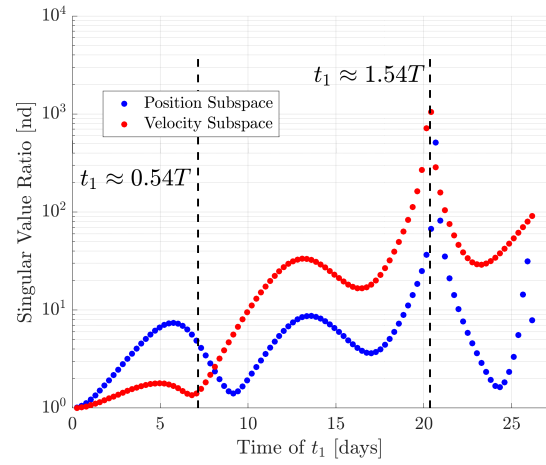 10^4
10^3
10^2
10^1
10^0
Singular Value Ratio [nd]
t_1 ≈ 1.54T
Position Subspace
Velocity Subspace
t_1 ≈ 0.54T
0 5 10 15 20 25
Time of t_1 [days]